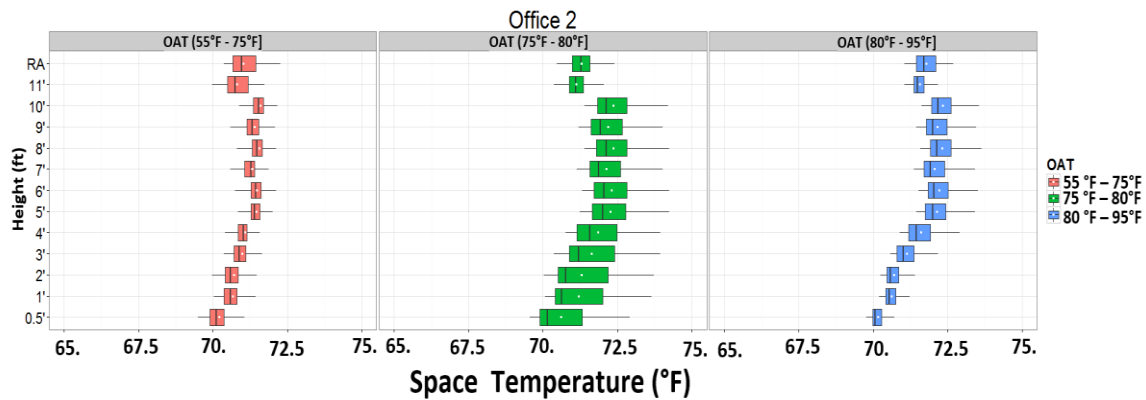 Office 2
OAT (55°F - 75°F]
OAT (75°F - 80°F]
OAT (80°F - 95°F]
Height (ft)
RA
11'
10'
9'
8'
7'
6'
5'
4'
3'
2'
1'
0.5'
65. 67.5 70. 72.5 75.
65. 67.5 70. 72.5 75.
65. 67.5 70. 72.5 75.
Space Temperature (°F)
OAT
55 °F – 75°F
75 °F – 80°F
80 °F – 95°F